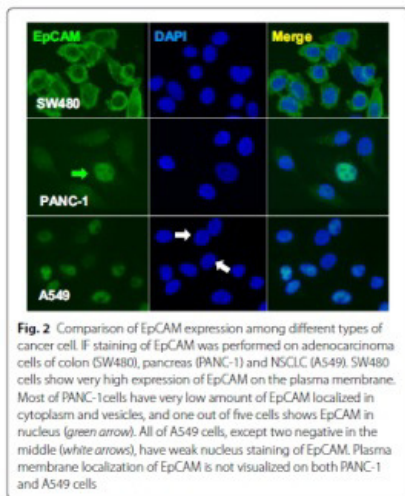 EpCAM DAPI Merge
SW480
PANC-1
A549
Fig. 2 Comparison of EpCAM expression among different types of
cancer cell. IF staining of EpCAM was performed on adenocarcinoma
cells of colon (SW480), pancreas (PANC-1) and NSCLC (A549). SW480
cells show very high expression of EpCAM on the plasma membrane.
Most of PANC-1cells have very low amount of EpCAM localized in
cytoplasm and vesicles, and one out of five cells shows EpCAM in
nucleus (green arrow). All of A549 cells, except two negative in the
middle (white arrows), have weak nucleus staining of EpCAM. Plasma
membrane localization of EpCAM is not visualized on both PANC-1
and A549 cells